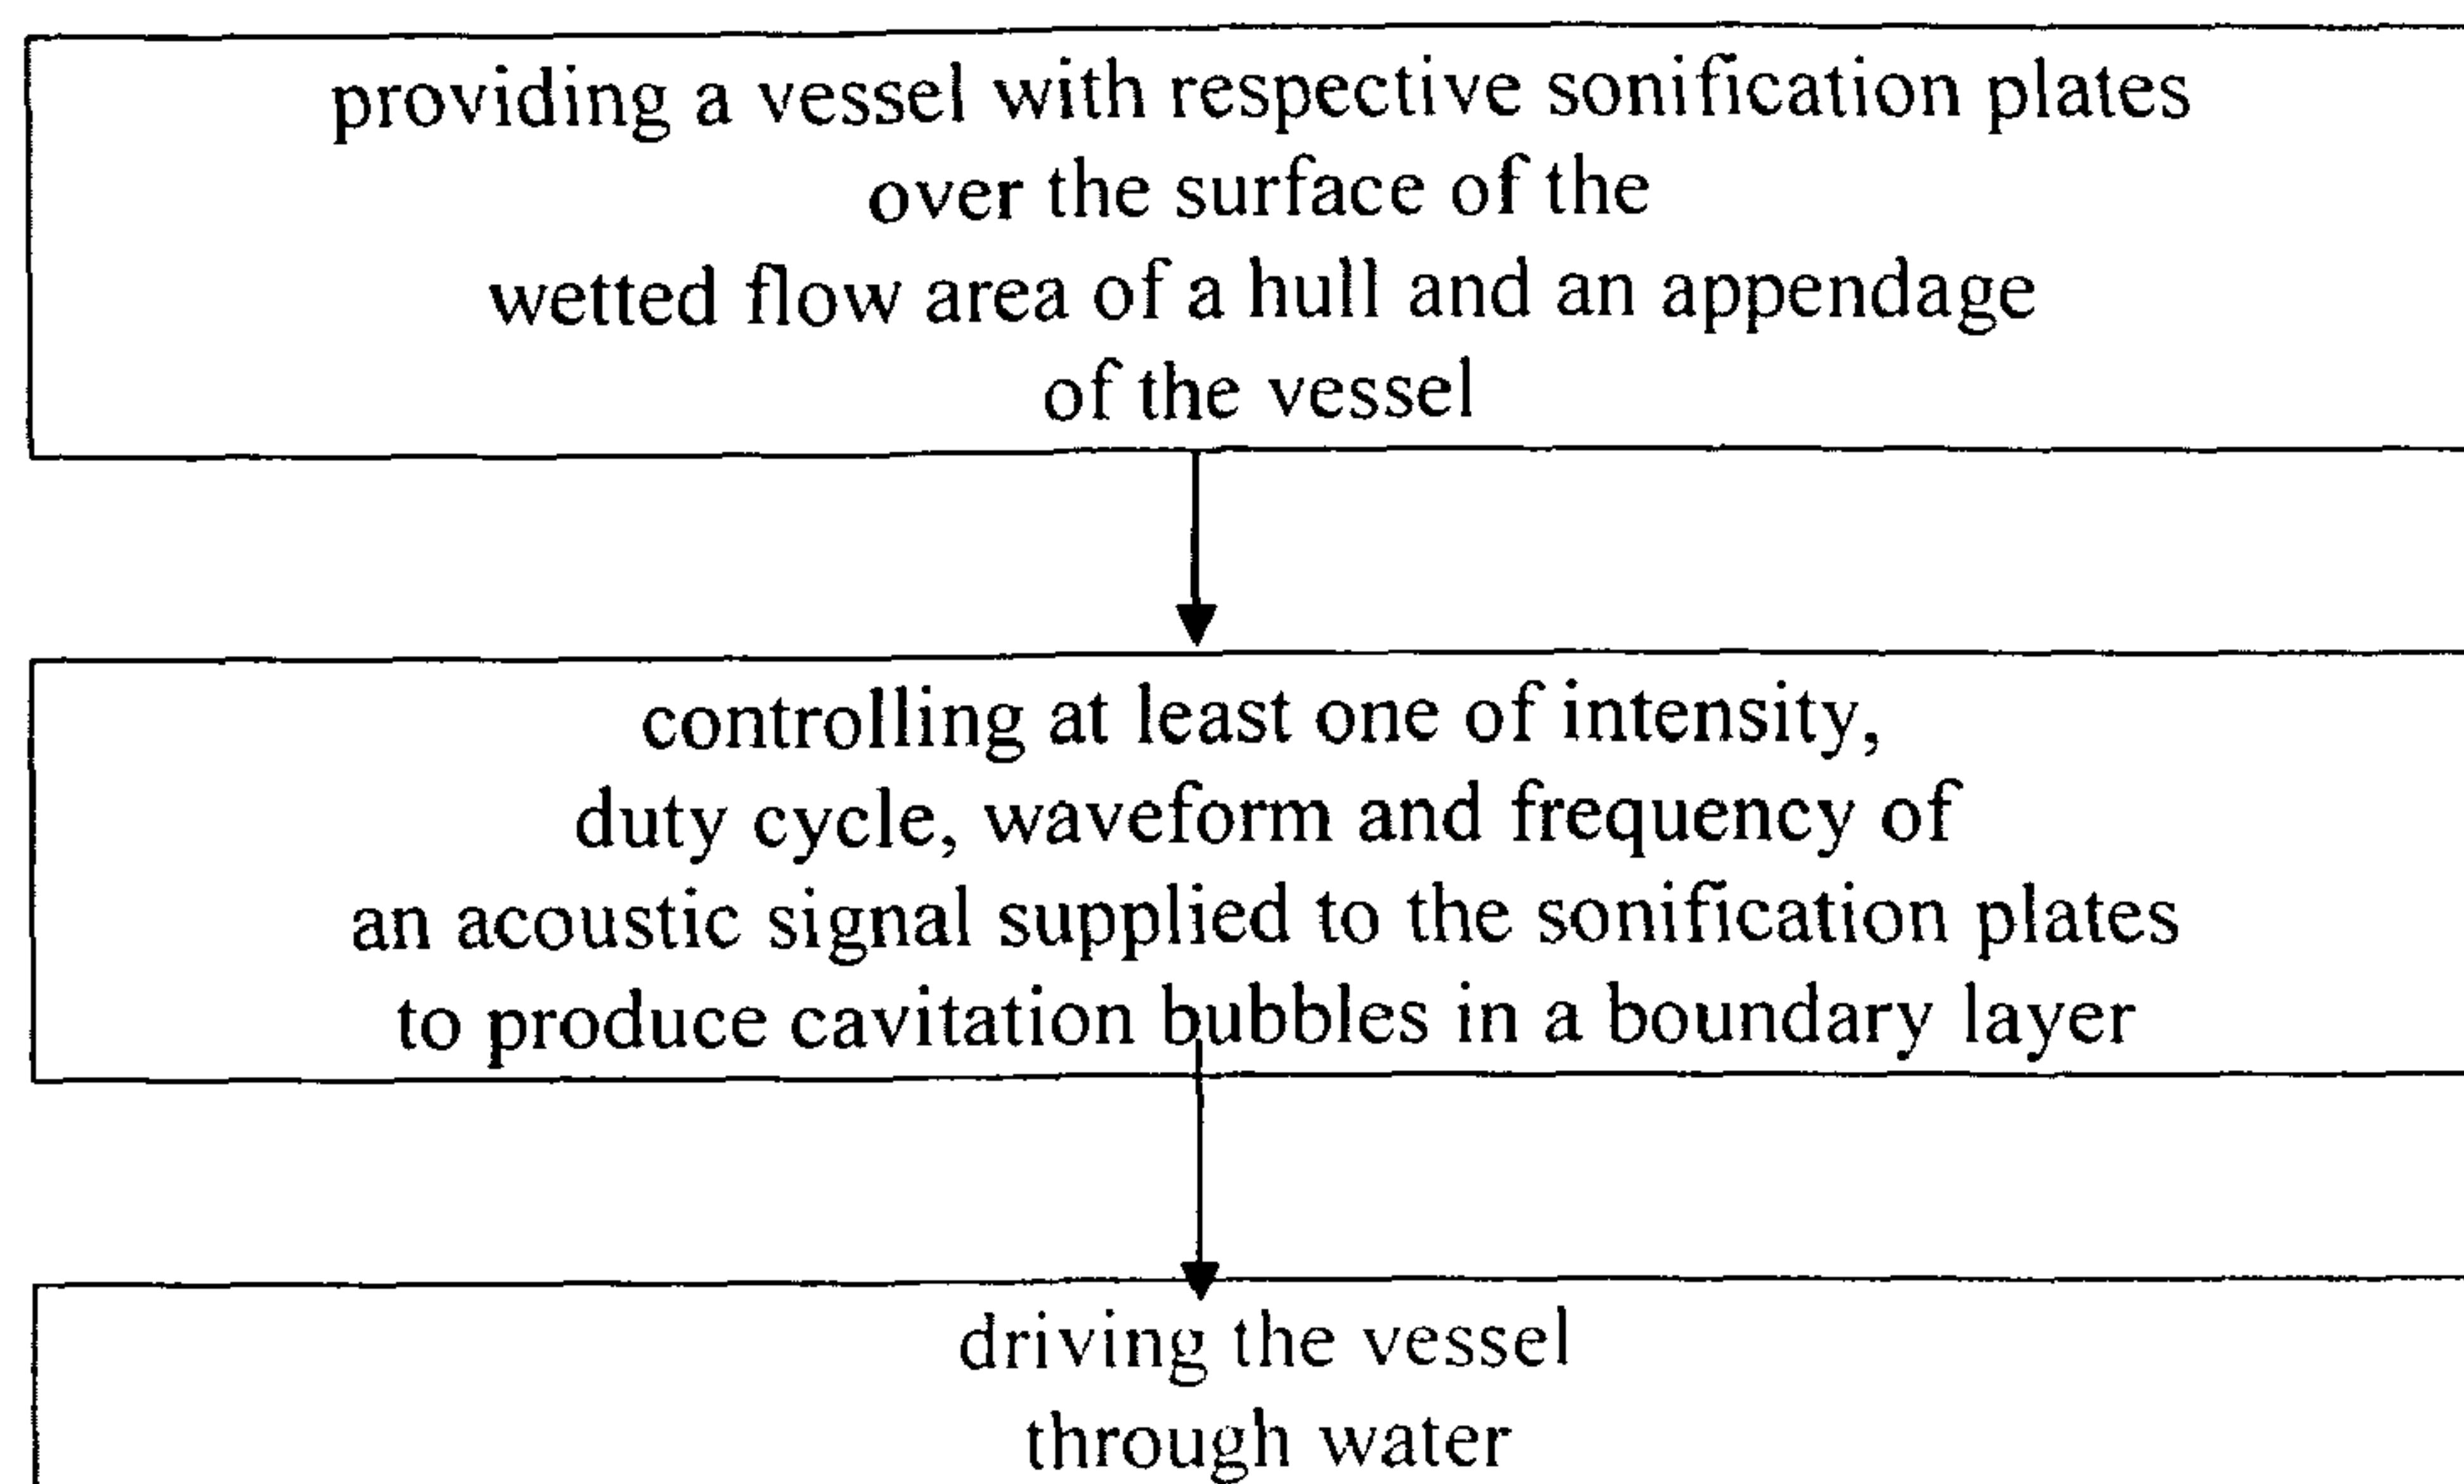 providing a vessel with respective sonification plates
over the surface of the
wetted flow area of a hull and an appendage
of the vessel
controlling at least one of intensity,
duty cycle, waveform and frequency of
an acoustic signal supplied to the sonification plates
to produce cavitation bubbles in a boundary layer
driving the vessel
through water